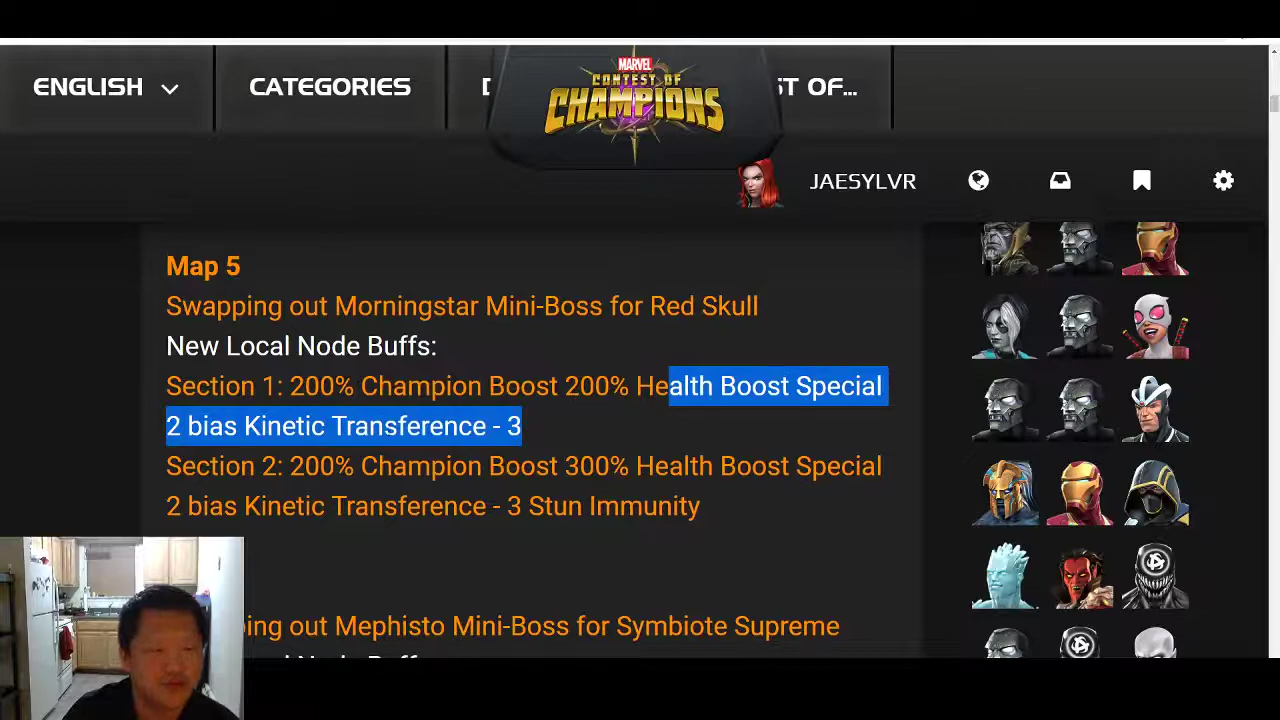 ENGLISH
CATEGORIES
MARVEL
CONTEST OF
CHAMPIONS
ST OF...
JAESYLVR
Map 5
Swapping out Morningstar Mini-Boss for Red Skull
New Local Node Buffs:
Section 1: 200% Champion Boost 200% Health Boost Special
2 bias Kinetic Transference - 3
Section 2: 200% Champion Boost 300% Health Boost Special
2 bias Kinetic Transference - 3 Stun Immunity
ing out Mephisto Mini-Boss for Symbiote Supreme